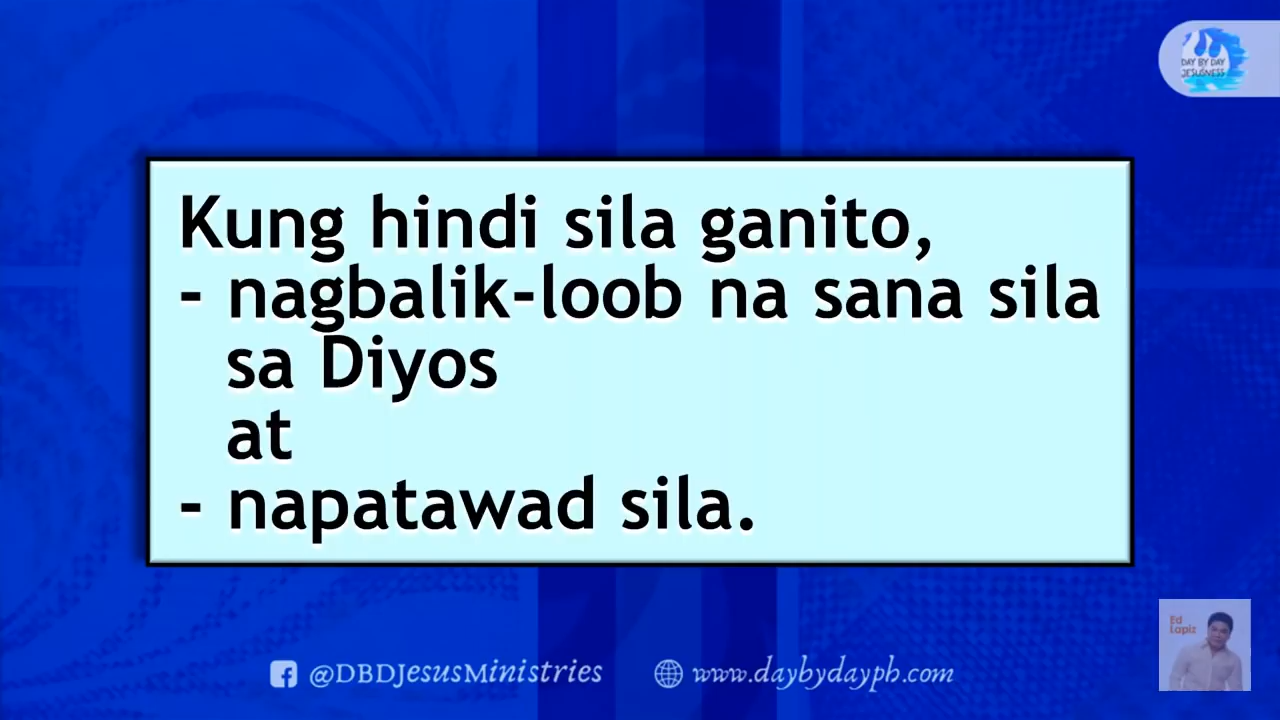 DAY BY DAY
JESUSNESS
Kung hindi sila ganito,
- nagbalik-loob na sana sila
sa Diyos
at
- napatawad sila.
Ed
Lapiz
@DBDJesusMinistries
www.daybydayph.com